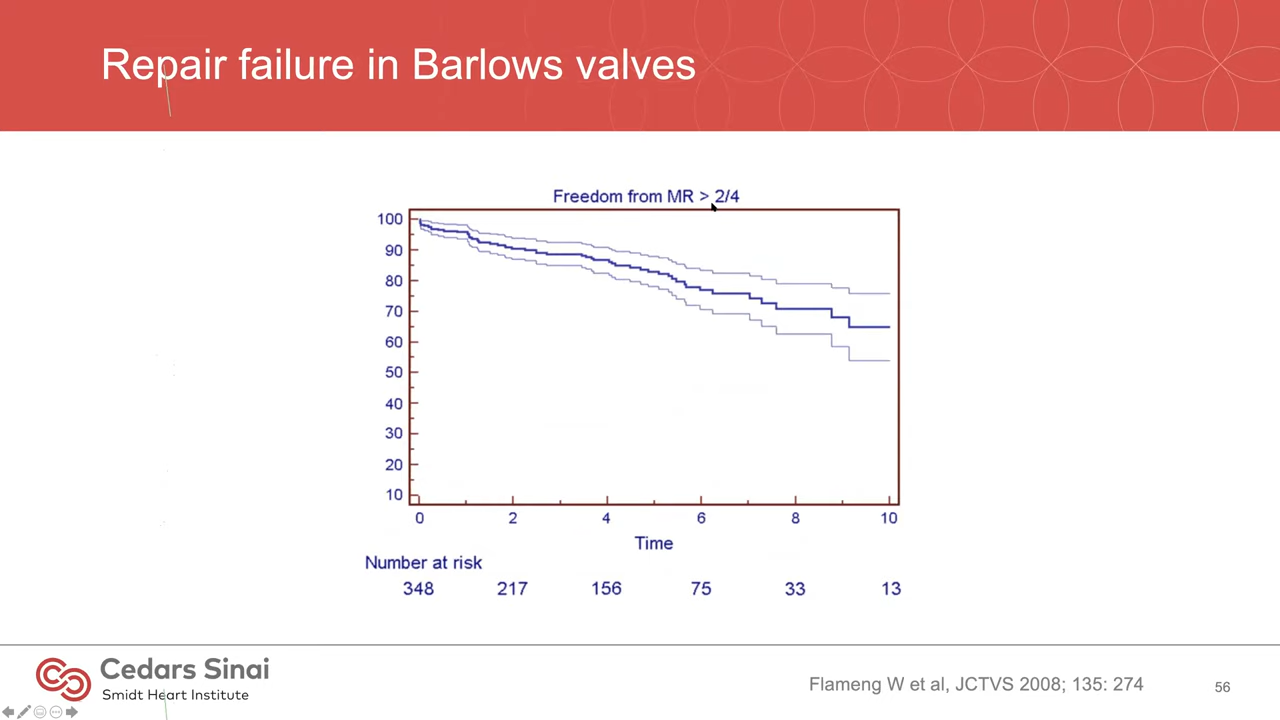 Repair failure in Barlows valves
Freedom from MR > 2/4
100
90
80
70
60
50
40
30
20
10
0 2 4 6 8 10
Time
Number at risk
348 217 156 75 33 13
Cedars Sinai
Smidt Heart Institute
Flameng W et al, JCTVS 2008; 135: 274
56